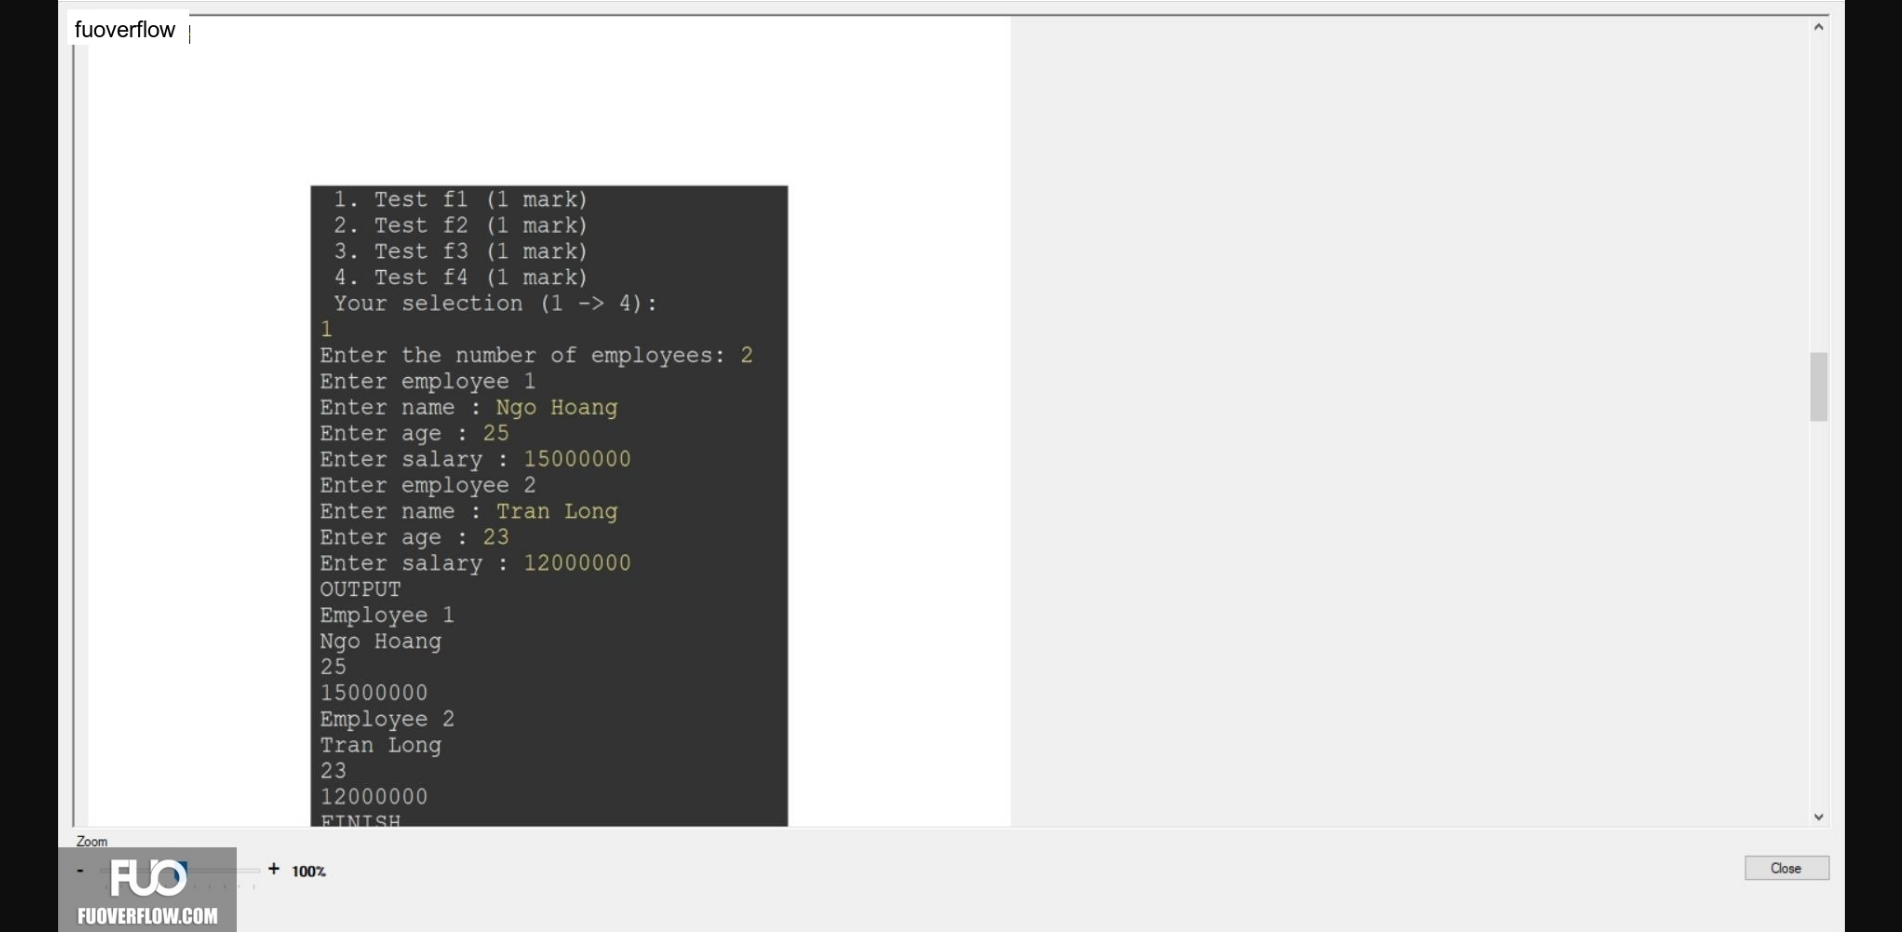 fuoverflow
1. Test f1 (1 mark)
2. Test f2 (1 mark)
3. Test f3 (1 mark)
4. Test f4 (1 mark)
Your selection (1 -> 4):
1
Enter the number of employees: 2
Enter employee 1
Enter name : Ngo Hoang
Enter age : 25
Enter salary : 15000000
Enter employee 2
Enter name : Tran Long
Enter age : 23
Enter salary : 12000000
OUTPUT
Employee 1
Ngo Hoang
25
15000000
Employee 2
Tran Long
23
12000000
FINISH
Zoom
- + 100%
Close
FUO
FUOVERFLOW.COM